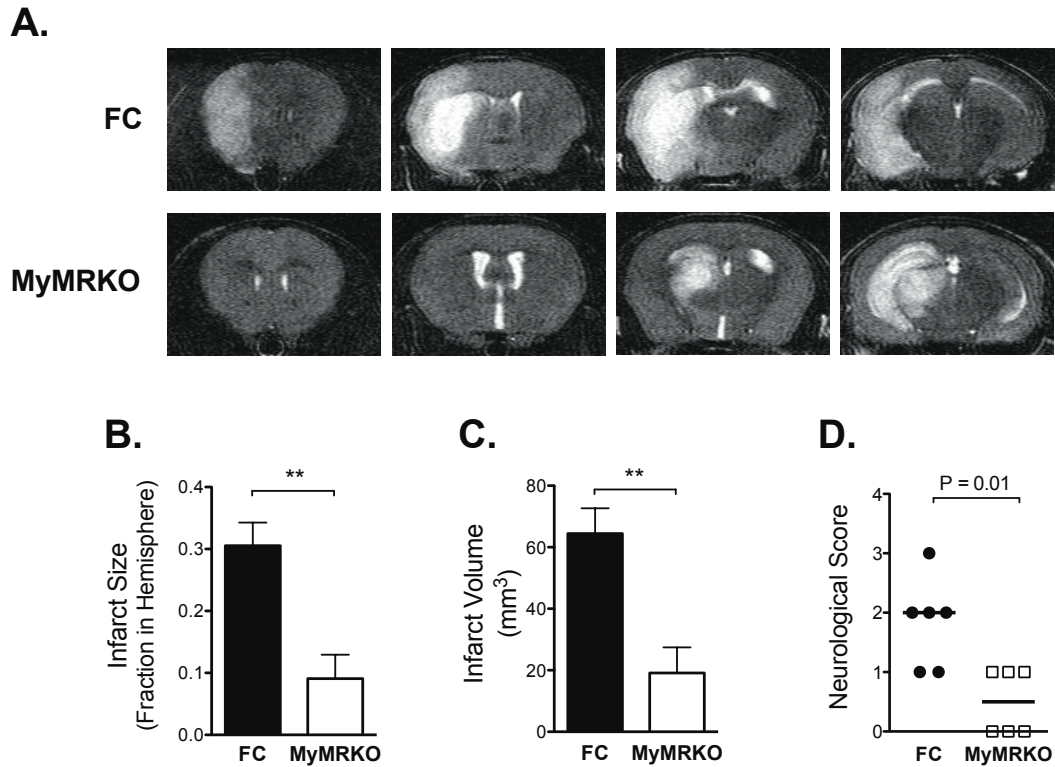 A.
FC
MyMRKO
B.
Infarct Size
(Fraction in Hemisphere)
0.4
0.3
0.2
0.1
0.0
**
FC MyMRKO
C.
Infarct Volume
(mm³)
80
60
40
20
0
**
FC MyMRKO
D.
Neurological Score
4
3
2
1
0
P = 0.01
FC MyMRKO